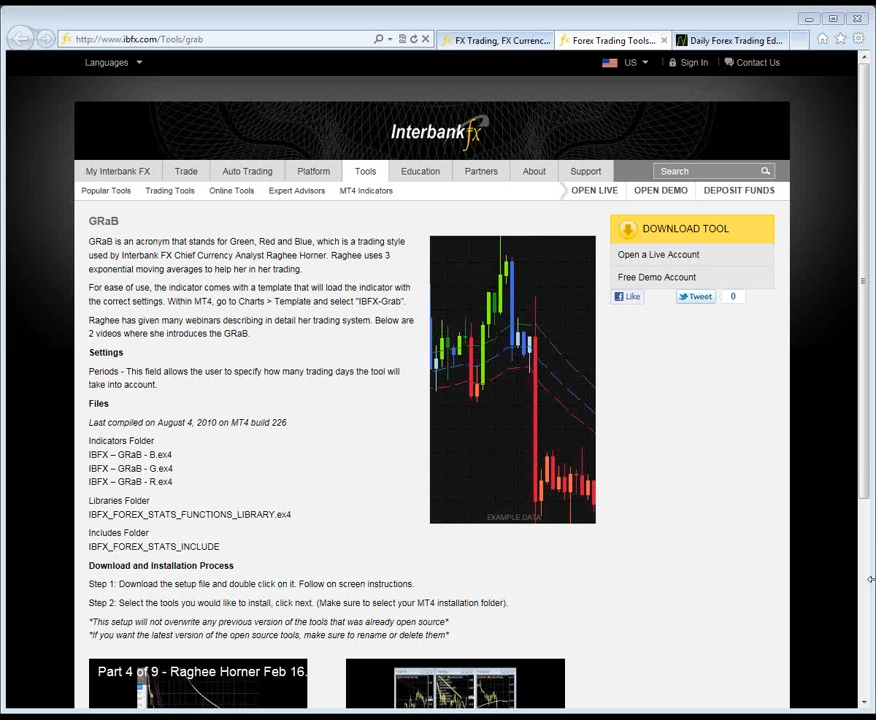 http://www.ibfx.com/Tools/grab
FX Trading, FX Currenc...
Forex Trading Tools...
Daily Forex Trading Ed...
Languages
US
Sign In
Contact Us
Interbank fx
My Interbank FX
Trade
Auto Trading
Platform
Tools
Education
Partners
About
Support
Search
Popular Tools
Trading Tools
Online Tools
Expert Advisors
MT4 Indicators
OPEN LIVE
OPEN DEMO
DEPOSIT FUNDS
GRaB
GRaB is an acronym that stands for Green, Red and Blue, which is a trading style
used by Interbank FX Chief Currency Analyst Raghee Horner. Raghee uses 3
exponential moving averages to help her in her trading.
For ease of use, the indicator comes with a template that will load the indicator with
the correct settings. Within MT4, go to Charts > Template and select "IBFX-Grab".
Raghee has given many webinars describing in detail her trading system. Below are
2 videos where she introduces the GRaB.
Settings
Periods - This field allows the user to specify how many trading days the tool will
take into account.
Files
Last compiled on August 4, 2010 on MT4 build 226
Indicators Folder
IBFX – GRaB - B.ex4
IBFX – GRaB - G.ex4
IBFX – GRaB - R.ex4
Libraries Folder
IBFX_FOREX_STATS_FUNCTIONS_LIBRARY.ex4
Includes Folder
IBFX_FOREX_STATS_INCLUDE
EXAMPLE DATA
DOWNLOAD TOOL
Open a Live Account
Free Demo Account
Like
Tweet
0
Download and Installation Process
Step 1: Download the setup file and double click on it. Follow on screen instructions.
Step 2: Select the tools you would like to install, click next. (Make sure to select your MT4 installation folder).
*This setup will not overwrite any previous version of the tools that was already open source*
*If you want the latest version of the open source tools, make sure to rename or delete them*
Part 4 of 9 - Raghee Horner Feb 16.